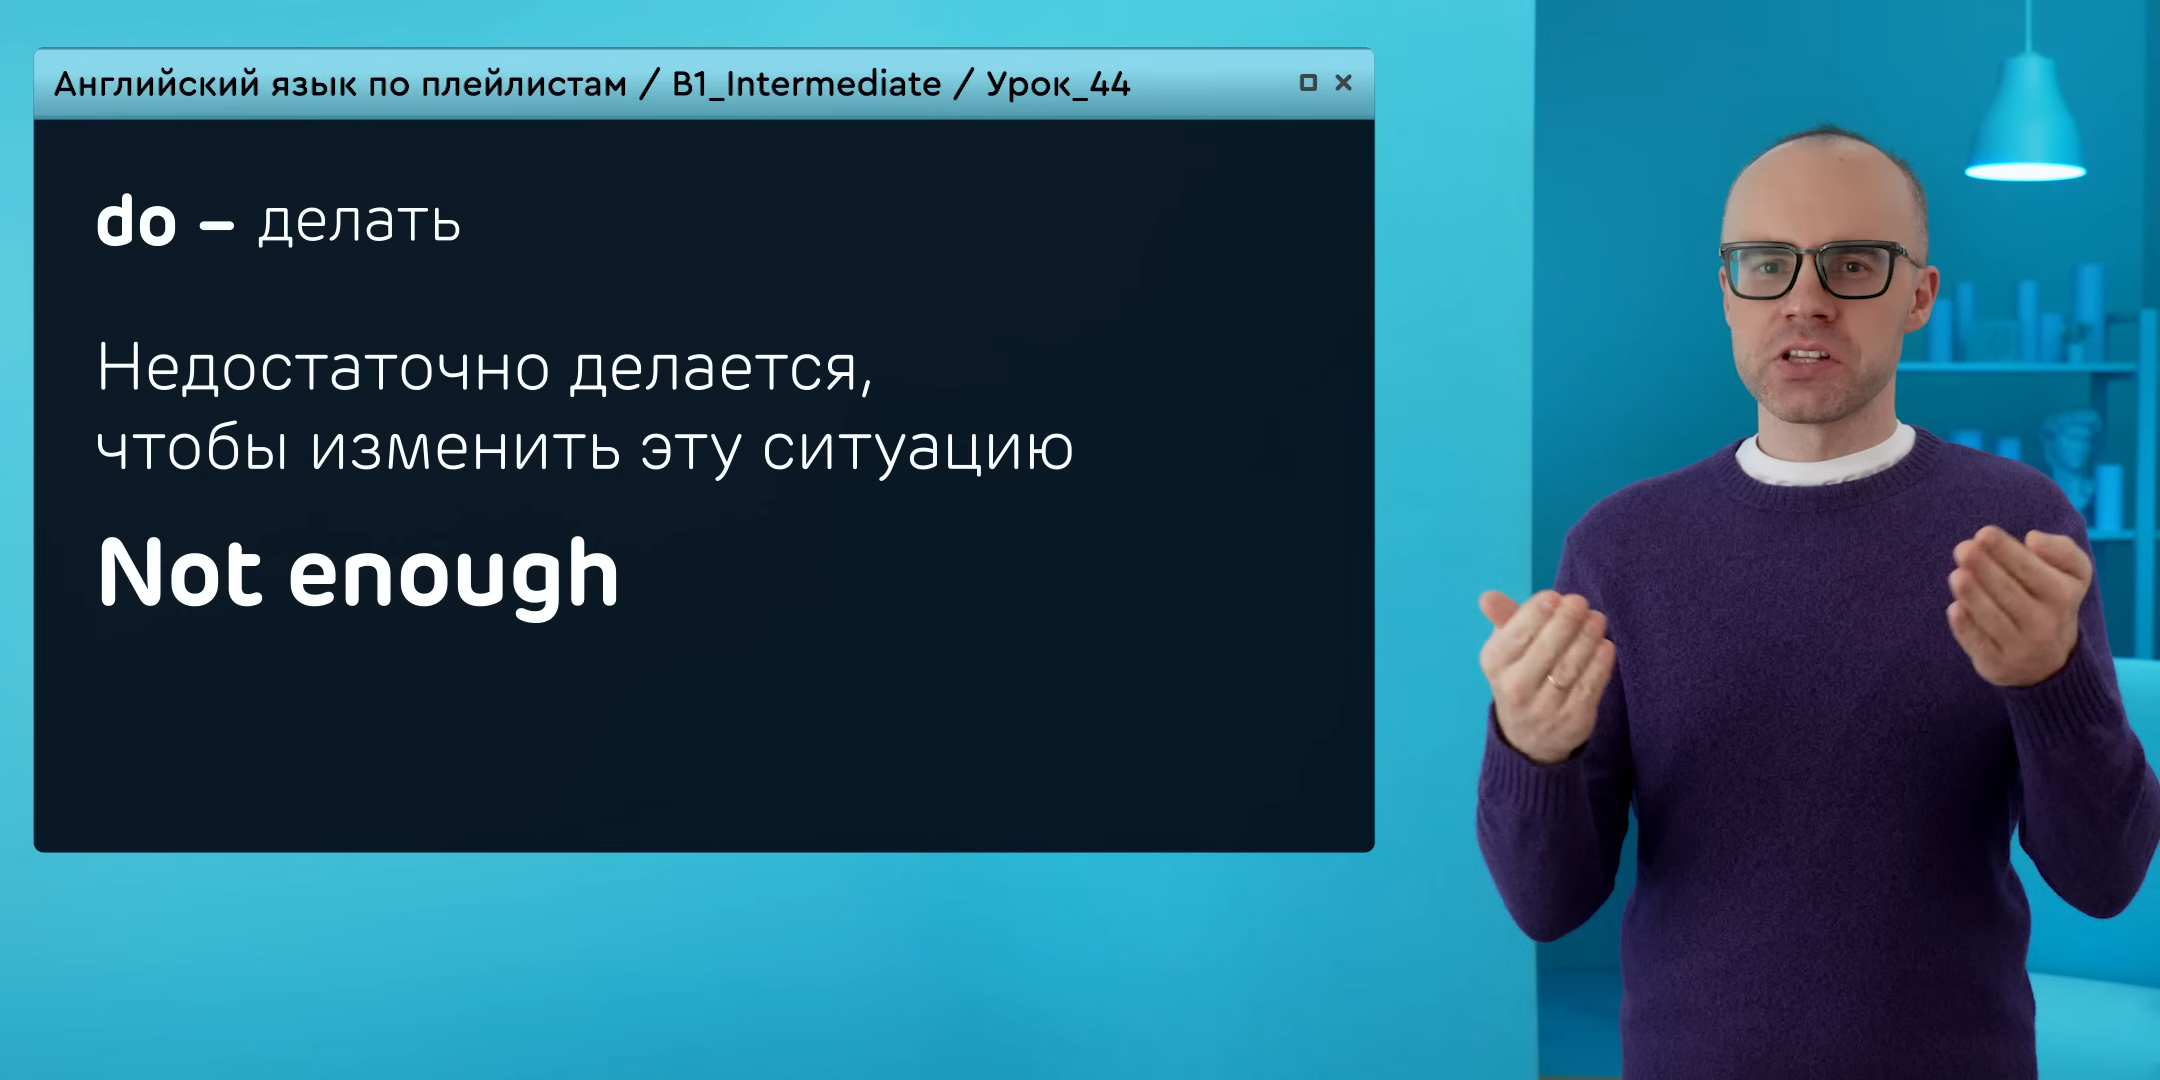 Английский язык по плейлистам / B1_Intermediate / Урок_44
do – делать
Недостаточно делается,
чтобы изменить эту ситуацию
Not enough